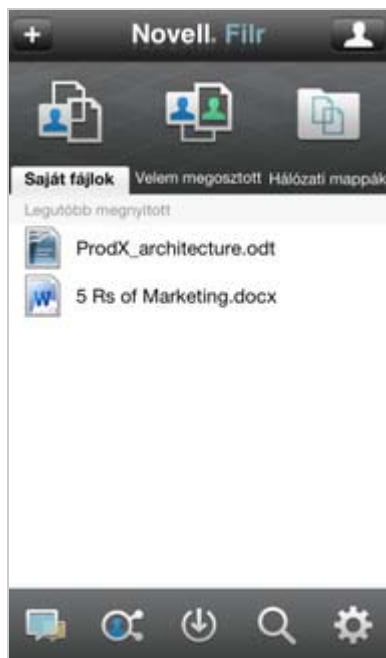 Novell. Filr
Saját fájlok Velem megosztott Hálózati mappák
Legutóbb megnyitott
ProdX_architecture.odt
5 Rs of Marketing.docx